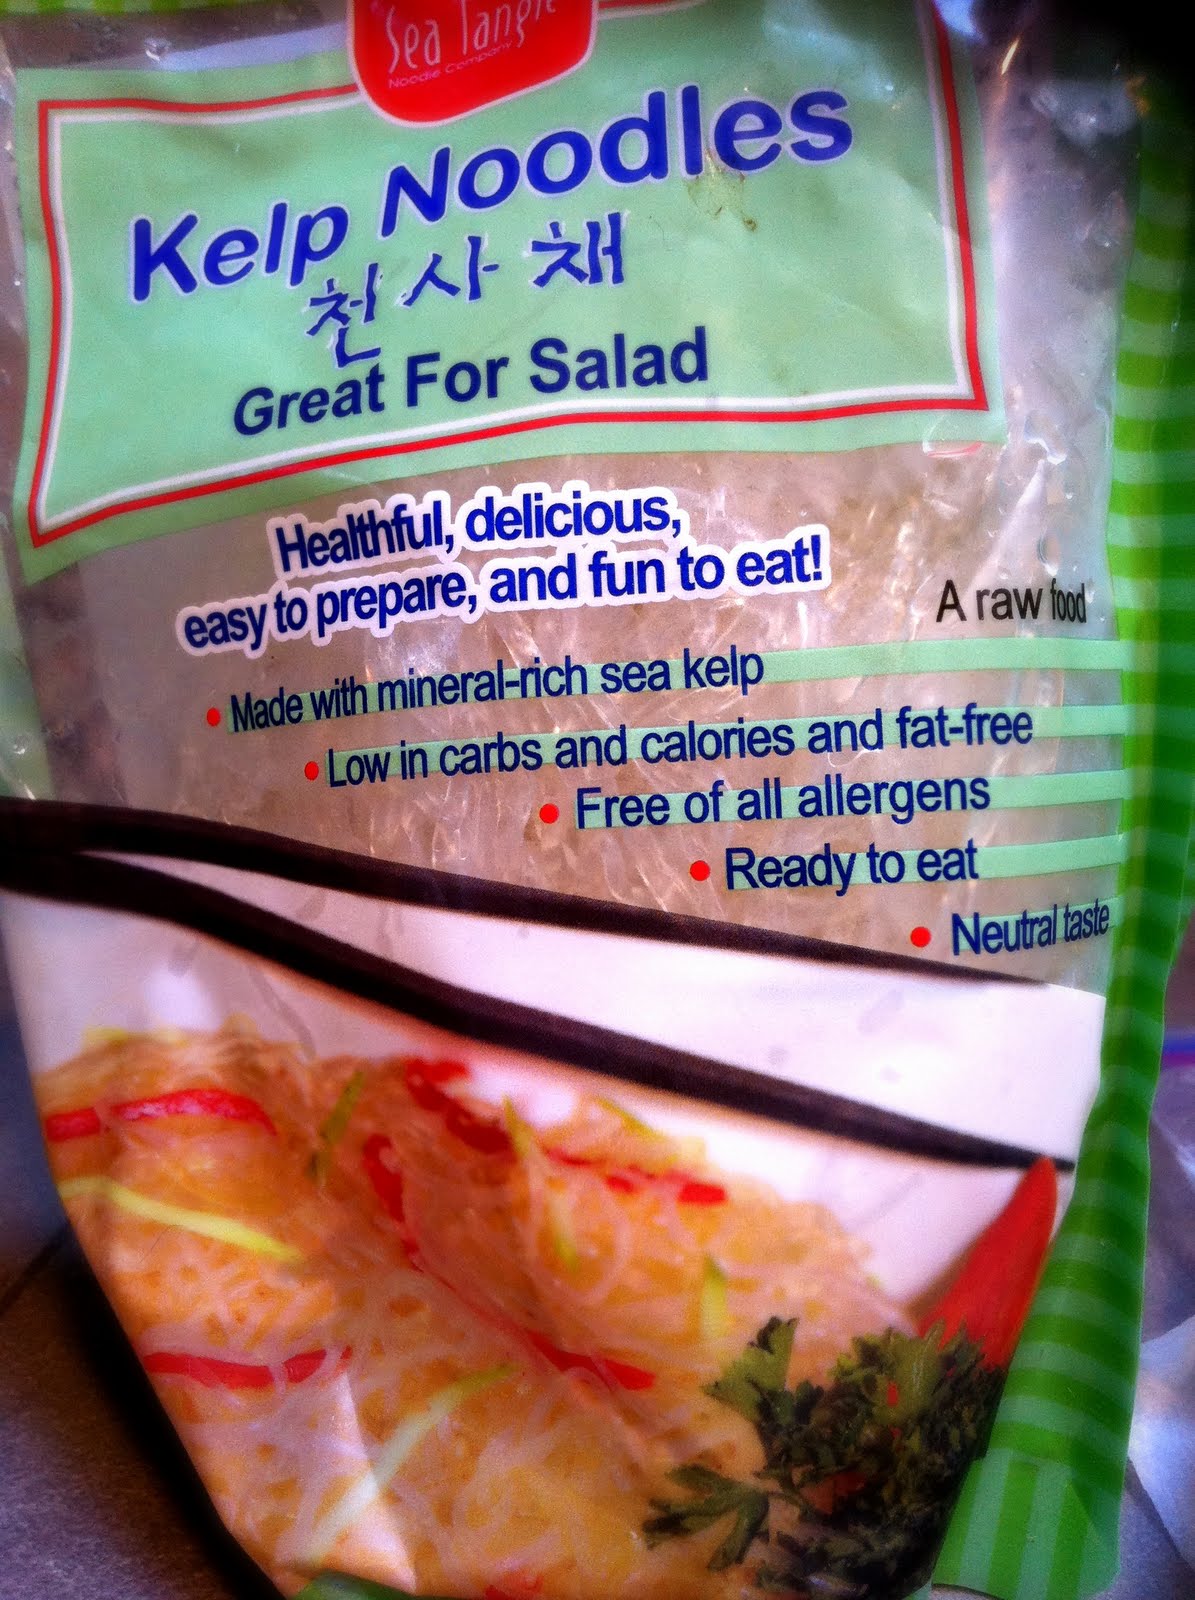 Sea Tangle
Noodle Company
Kelp Noodles
천사채
Great For Salad
Healthful, delicious,
easy to prepare, and fun to eat!
A raw food
• Made with mineral-rich sea kelp
• Low in carbs and calories and fat-free
• Free of all allergens
• Ready to eat
• Neutral taste